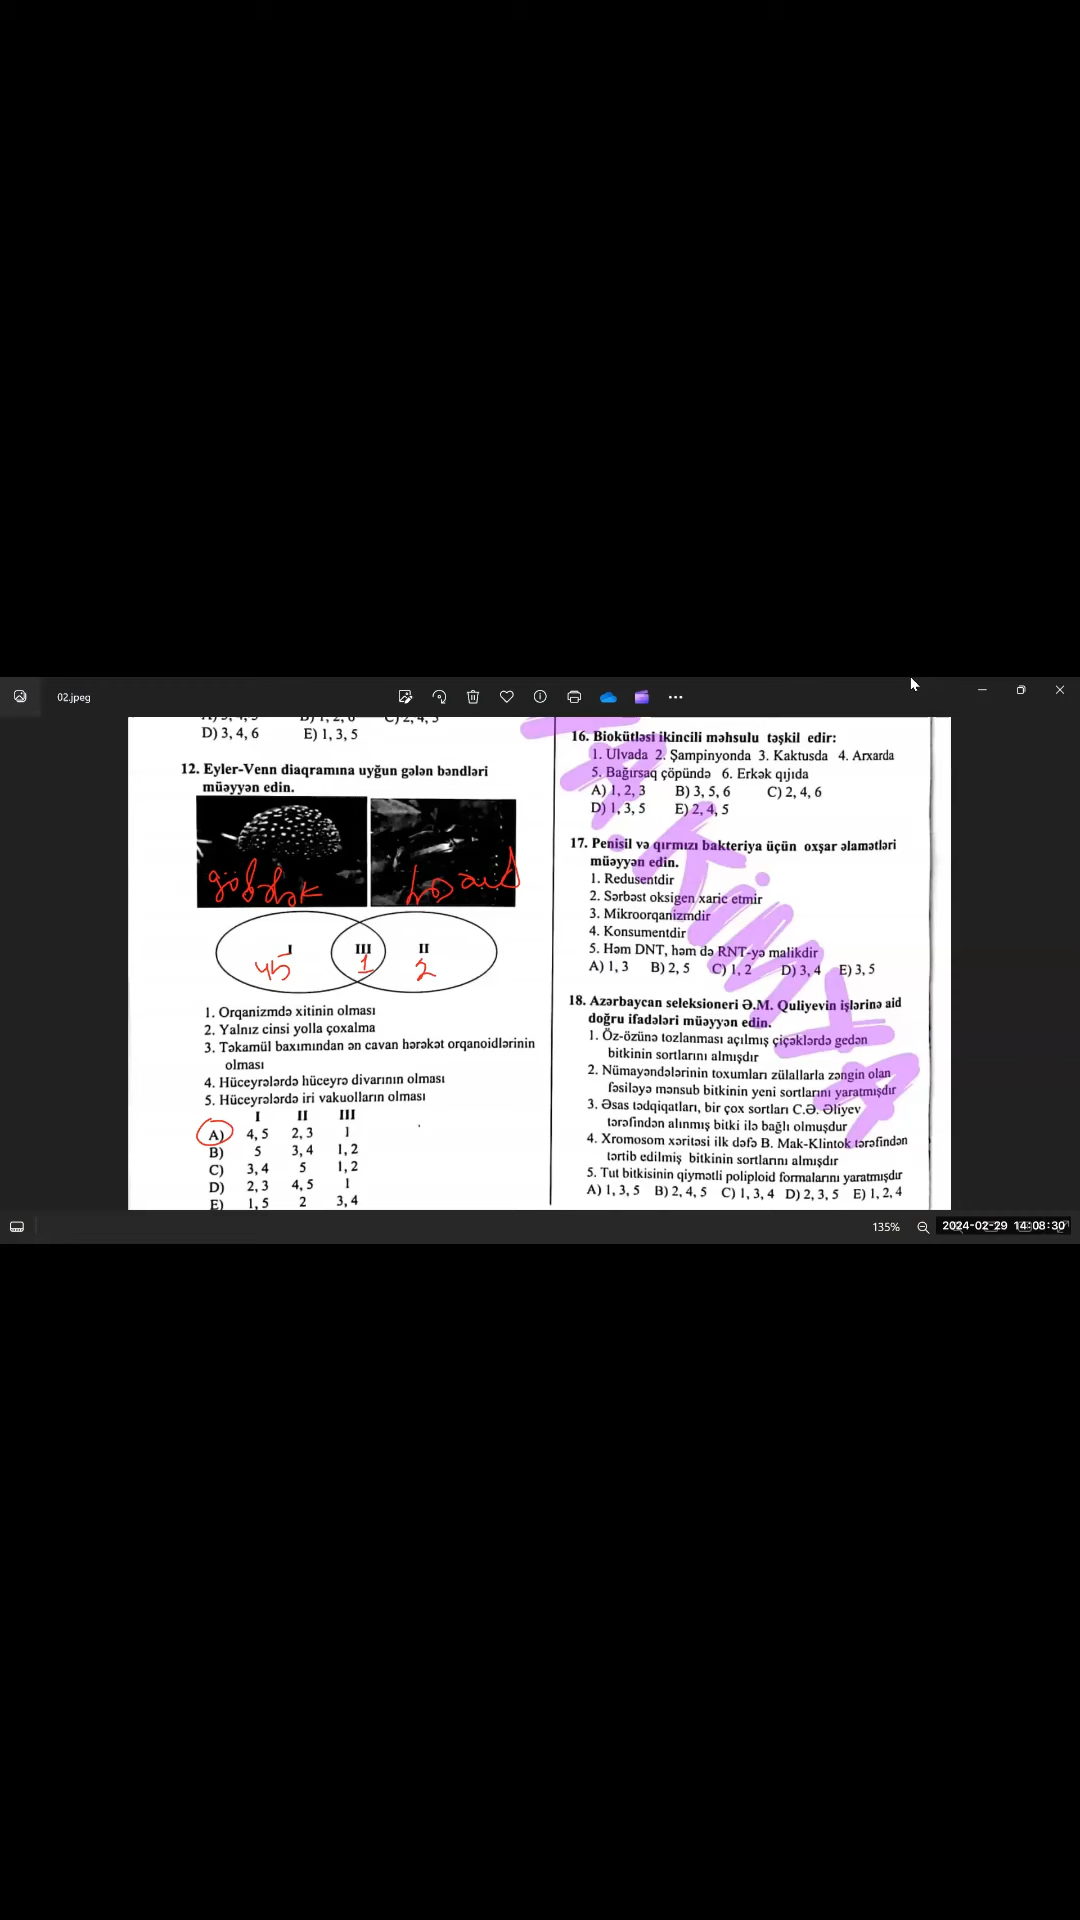 02.jpeg
D) 3, 4, 6 E) 1, 3, 5
12. Eyler-Venn diaqramına uyğun gələn bəndləri
müəyyən edin.
göbələk
I III II
45 1 2
1. Orqanizmdə xitinin olması
2. Yalnız cinsi yolla çoxalma
3. Təkamül baxımından ən cavan hərəkət orqanoidlərinin
olması
4. Hüceyrələrdə hüceyrə divarının olması
5. Hüceyrələrdə iri vakuolların olması
I II III
A) 4, 5 2, 3 1
B) 5 3, 4 1, 2
C) 3, 4 5 1, 2
D) 2, 3 4, 5 1
E) 1, 5 2 3, 4
16. Biokütləsi ikincili məhsulu təşkil edir:
1. Ulvada 2. Şampinyonda 3. Kaktusda 4. Arxarda
5. Bağırsaq çöpündə 6. Erkək qıjıda
A) 1, 2, 3 B) 3, 5, 6 C) 2, 4, 6
D) 1, 3, 5 E) 2, 4, 5
17. Penisil və qırmızı bakteriya üçün oxşar əlamətləri
müəyyən edin.
1. Redusentdir
2. Sərbəst oksigen xaric etmir
3. Mikroorqanizmdir
4. Konsumentdir
5. Həm DNT, həm də RNT-yə malikdir
A) 1, 3 B) 2, 5 C) 1, 2 D) 3, 4 E) 3, 5
18. Azərbaycan seleksioneri Ə.M. Quliyevin işlərinə aid
doğru ifadələri müəyyən edin.
1. Öz-özünə tozlanması açılmış çiçəklərdə gedən
bitkinin sortlarını almışdır
2. Nümayəndələrinin toxumları zülallarla zəngin olan
fəsiləyə mənsub bitkinin yeni sortlarını yaratmışdır
3. Əsas tədqiqatları, bir çox sortları C.Ə. Əliyev
tərəfindən alınmış bitki ilə bağlı olmuşdur
4. Xromosom xəritəsi ilk dəfə B. Mak-Klintok tərəfindən
tərtib edilmiş bitkinin sortlarını almışdır
5. Tut bitkisinin qiymətli poliploid formalarını yaratmışdır
A) 1, 3, 5 B) 2, 4, 5 C) 1, 3, 4 D) 2, 3, 5 E) 1, 2, 4
KİMYA
135%
2024-02-29 14:08:30